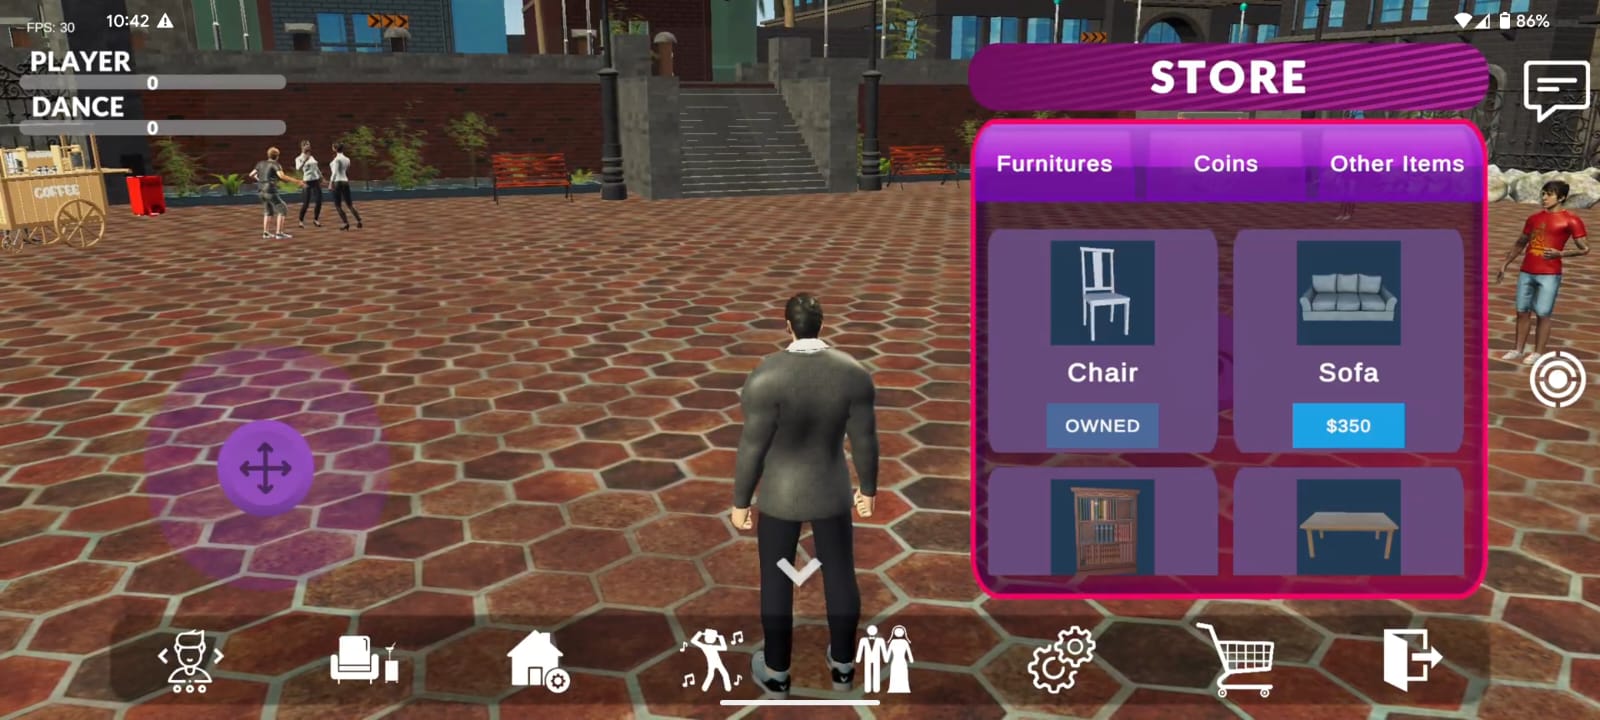 FPS: 30
10:42
86%
PLAYER
0
DANCE
0
COFFEE
STORE
Furnitures
Coins
Other Items
Chair
Sofa
OWNED
$350